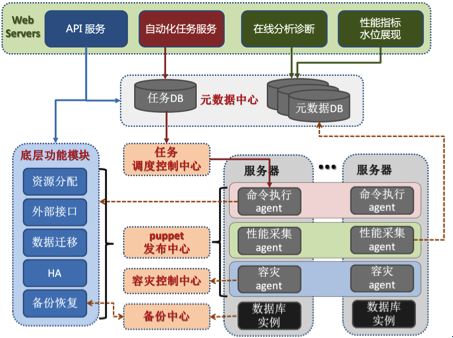 Web
Servers
API 服务
自动化任务服务
在线分析诊断
性能指标
水位展现
任务DB
元数据中心
元数据DB
底层功能模块
资源分配
外部接口
数据迁移
HA
备份恢复
任务
调度控制中心
puppet
发布中心
容灾控制中心
备份中心
服务器
命令执行
agent
性能采集
agent
容灾
agent
数据库
实例
•••
服务器
命令执行
agent
性能采集
agent
容灾
agent
数据库
实例